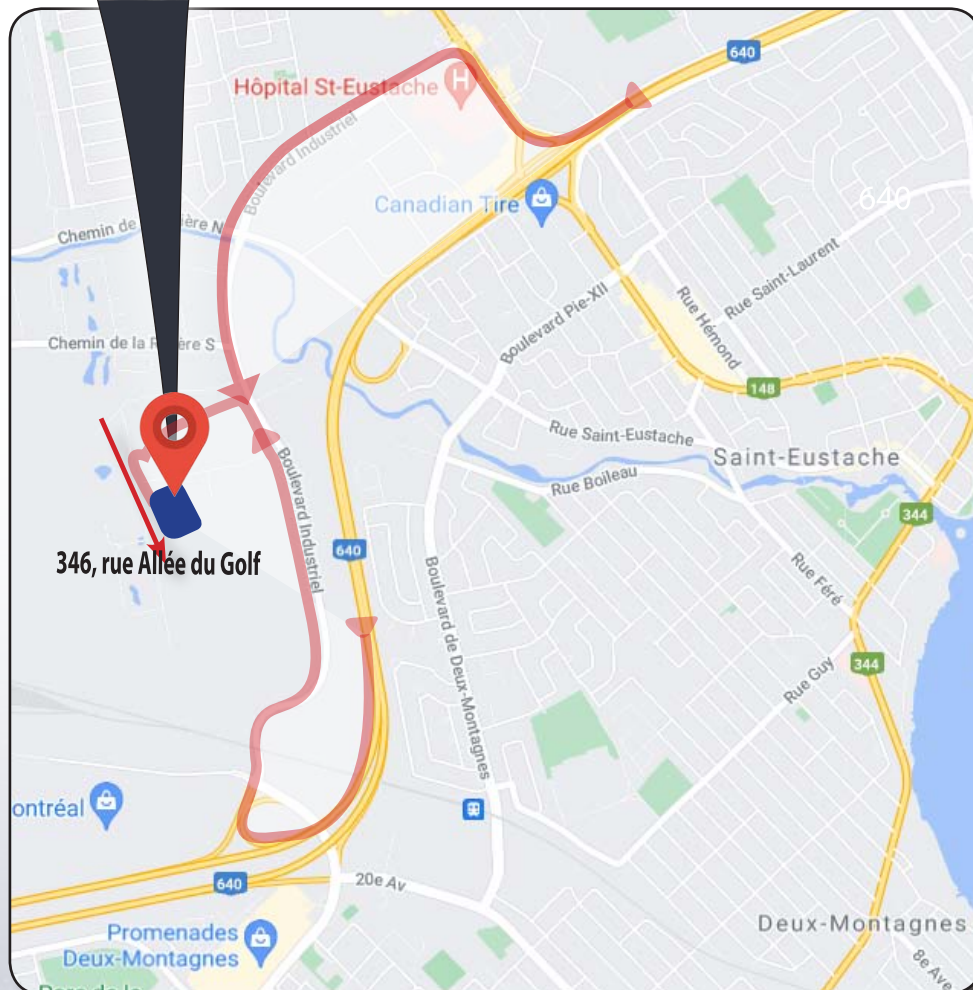 640
Hôpital St-Eustache
Boulevard Industriel
Canadian Tire
640
Chemin de
ière N
Rue Saint-Laurent
Boulevard Pie-XII
Rue Hémond
Chemin de la R
ère S
148
Rue Saint-Eustache
Saint-Eustache
Boulevard Industriel
Rue Boileau
344
640
346, rue Allée du Golf
Boulevard de Deux-Montagnes
Rue Féré
344
Rue Guy
ontréal
640
20e Av
Promenades
Deux-Montagnes
Deux-Montagnes
8e Ave